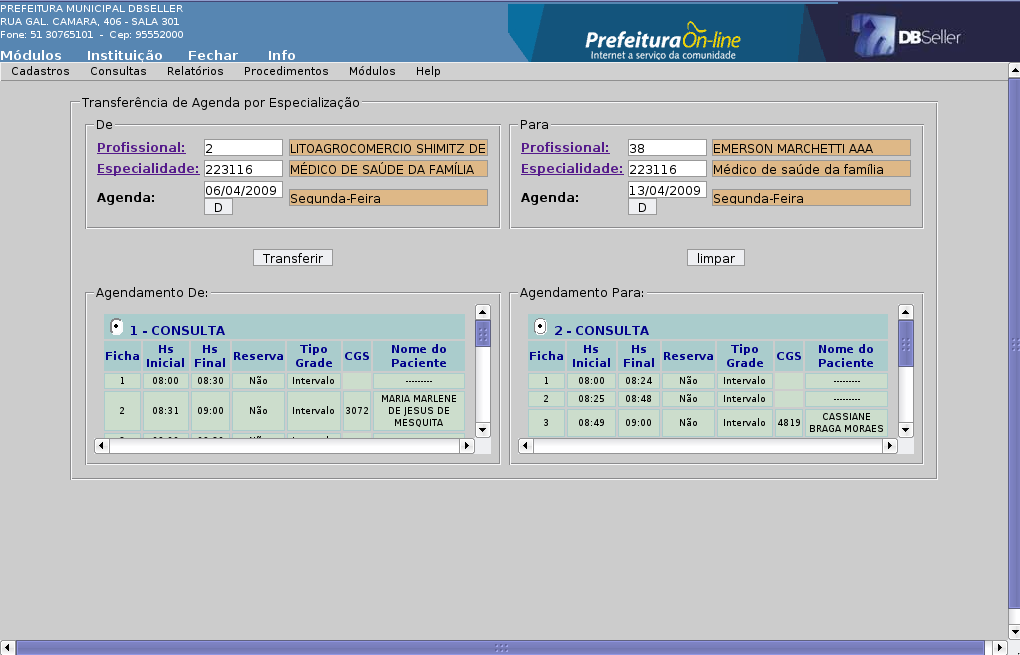 PREFEITURA MUNICIPAL DBSELLER
RUA GAL. CAMARA, 406 - SALA 301
Fone: 51 30765101 - Cep: 95552000
Módulos Instituição Fechar Info
PrefeituraOn-line
Internet a serviço da comunidade
DBSeller
Cadastros Consultas Relatórios Procedimentos Módulos Help
Transferência de Agenda por Especialização
De
Profissional: 2 LITOAGROCOMERCIO SHIMITZ DE
Especialidade: 223116 MÉDICO DE SAÚDE DA FAMÍLIA
Agenda: 06/04/2009 D Segunda-Feira
Para
Profissional: 38 EMERSON MARCHETTI AAA
Especialidade: 223116 Médico de saúde da família
Agenda: 13/04/2009 D Segunda-Feira
Transferir limpar
Agendamento De:
1 - CONSULTA
Ficha Hs Inicial Hs Final Reserva Tipo Grade CGS Nome do Paciente
1 08:00 08:30 Não Intervalo ---------
2 08:31 09:00 Não Intervalo 3072 MARIA MARLENE DE JESUS DE MESQUITA
Agendamento Para:
2 - CONSULTA
Ficha Hs Inicial Hs Final Reserva Tipo Grade CGS Nome do Paciente
1 08:00 08:24 Não Intervalo ---------
2 08:25 08:48 Não Intervalo ---------
3 08:49 09:00 Não Intervalo 4819 CASSIANE BRAGA MORAES